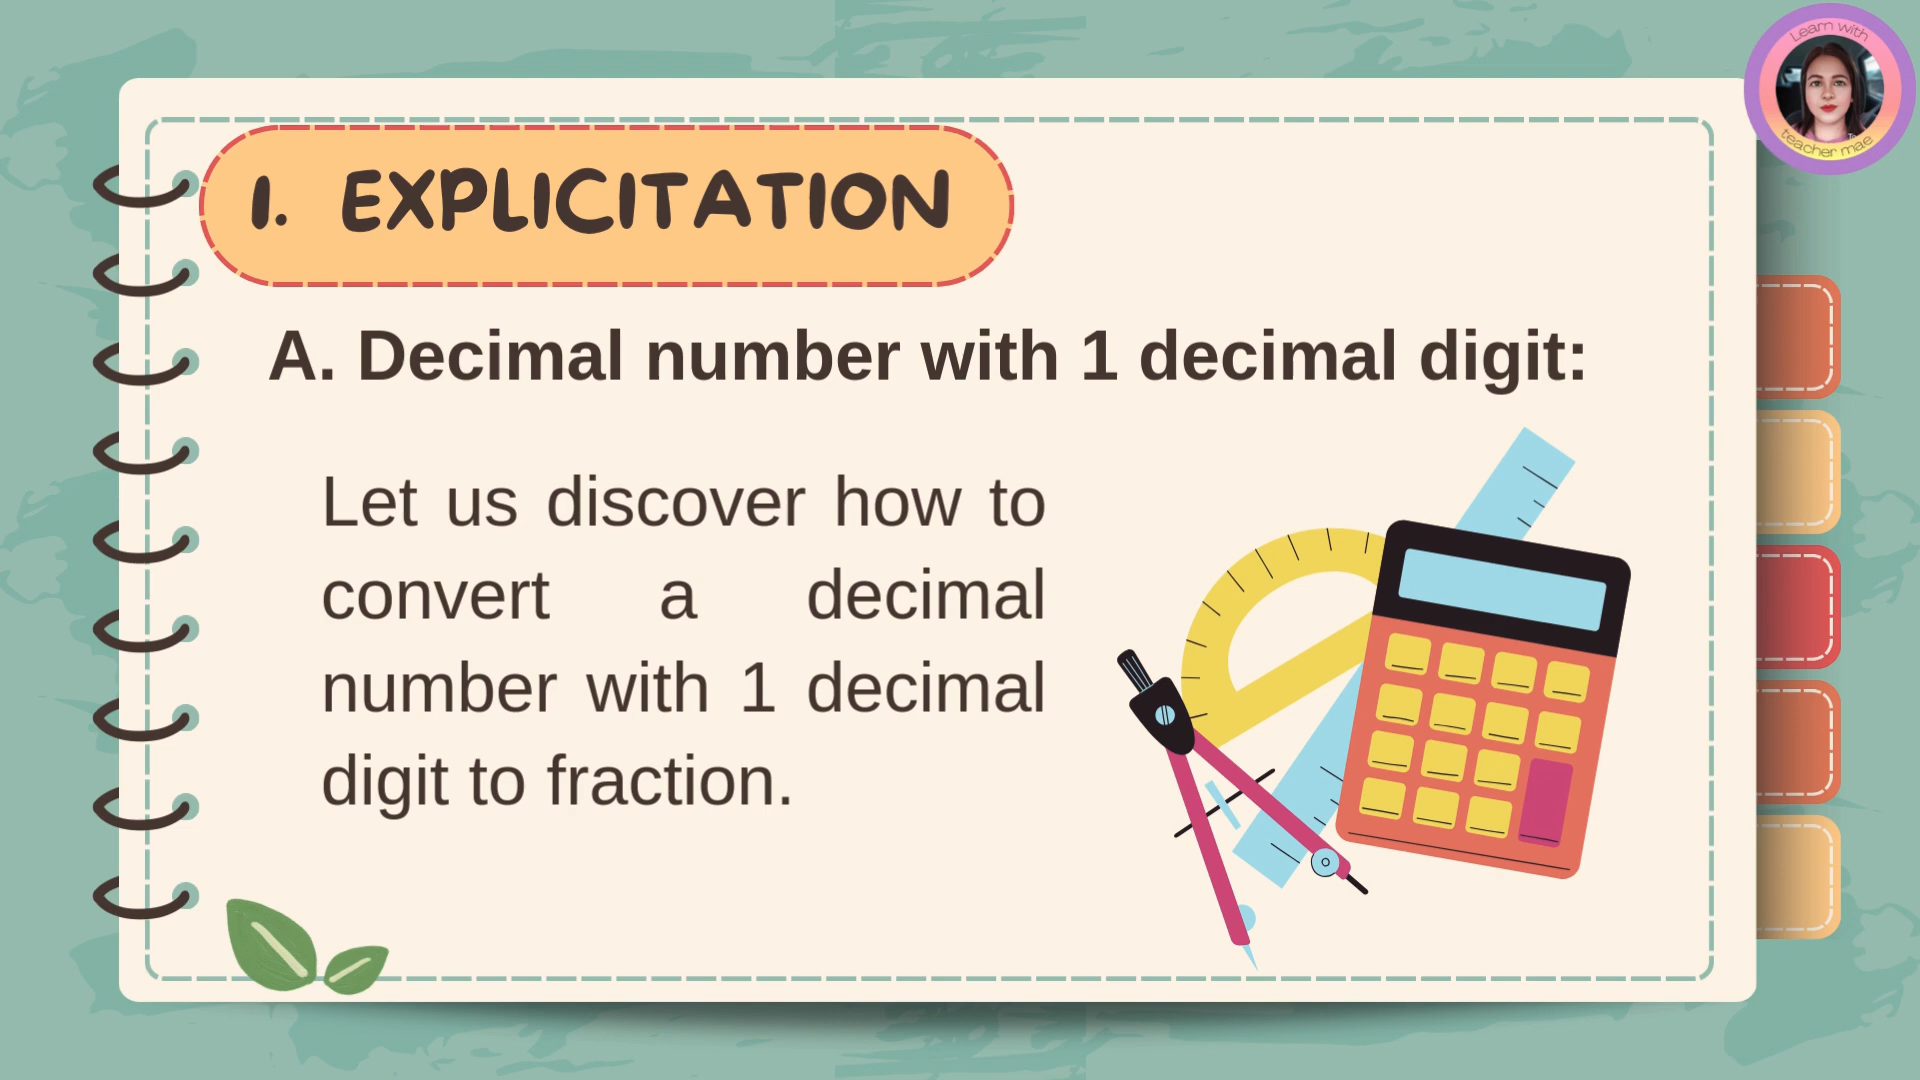 Learn with
teacher mae
1. EXPLICITATION
A. Decimal number with 1 decimal digit:
Let us discover how to
convert a decimal
number with 1 decimal
digit to fraction.